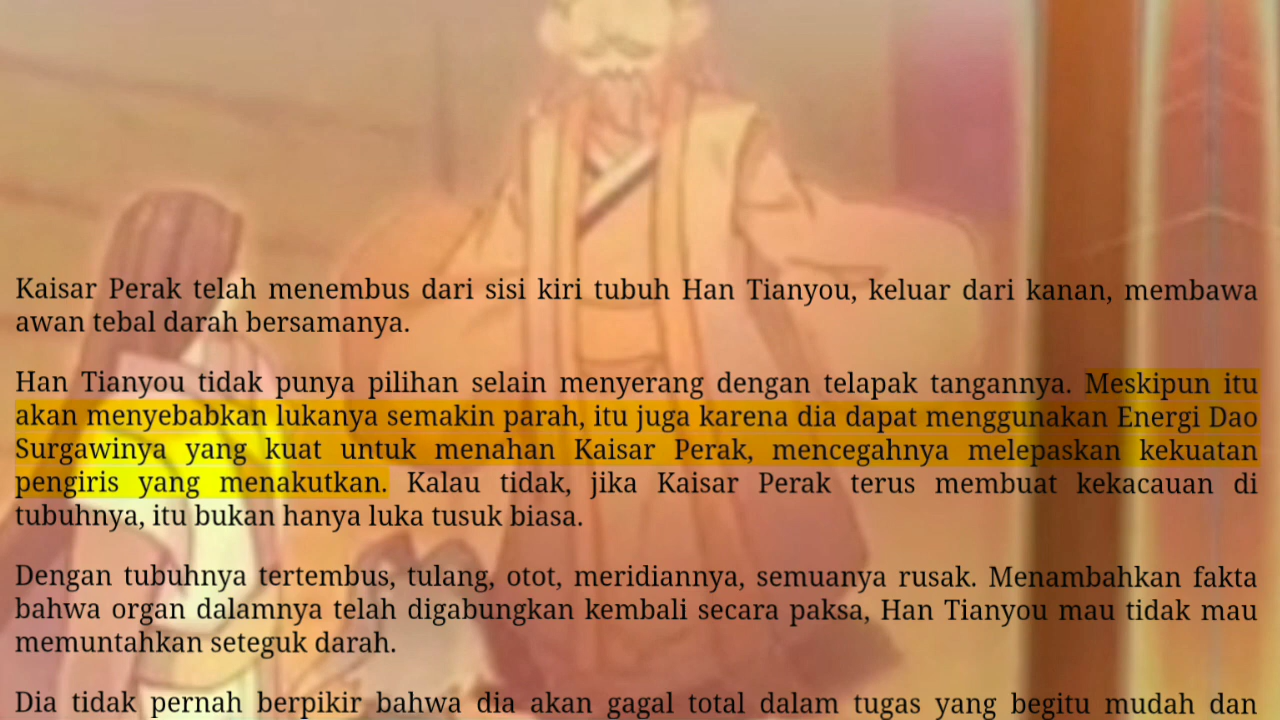 Kaisar Perak telah menembus dari sisi kiri tubuh Han Tianyou, keluar dari kanan, membawa
awan tebal darah bersamanya.
Han Tianyou tidak punya pilihan selain menyerang dengan telapak tangannya. Meskipun itu
akan menyebabkan lukanya semakin parah, itu juga karena dia dapat menggunakan Energi Dao
Surgawinya yang kuat untuk menahan Kaisar Perak, mencegahnya melepaskan kekuatan
pengiris yang menakutkan. Kalau tidak, jika Kaisar Perak terus membuat kekacauan di
tubuhnya, itu bukan hanya luka tusuk biasa.
Dengan tubuhnya tertembus, tulang, otot, meridiannya, semuanya rusak. Menambahkan fakta
bahwa organ dalamnya telah digabungkan kembali secara paksa, Han Tianyou mau tidak mau
memuntahkan seteguk darah.
Dia tidak pernah berpikir bahwa dia akan gagal total dalam tugas yang begitu mudah dan